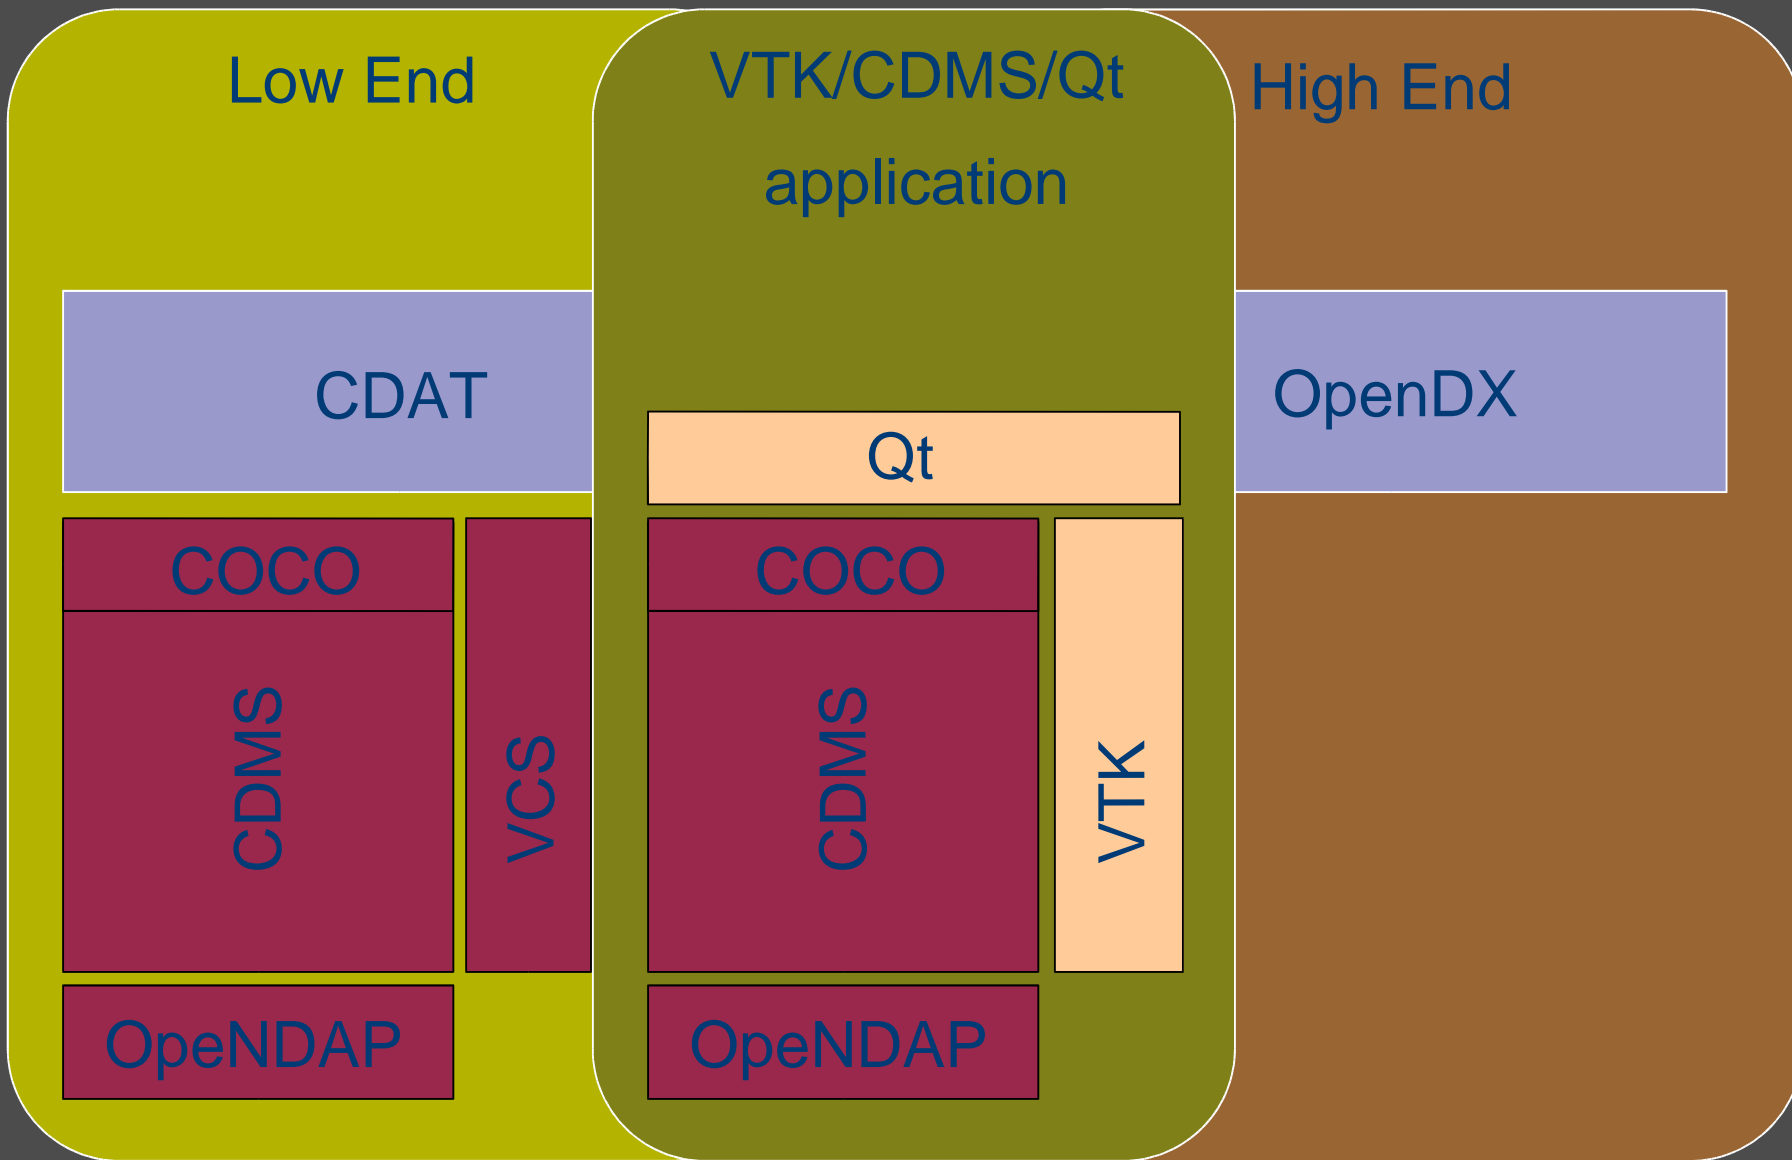 Low End
VTK/CDMS/Qt
application
High End
CDAT
OpenDX
Qt
COCO
COCO
CDMS
VCS
CDMS
VTK
OpeNDAP
OpeNDAP